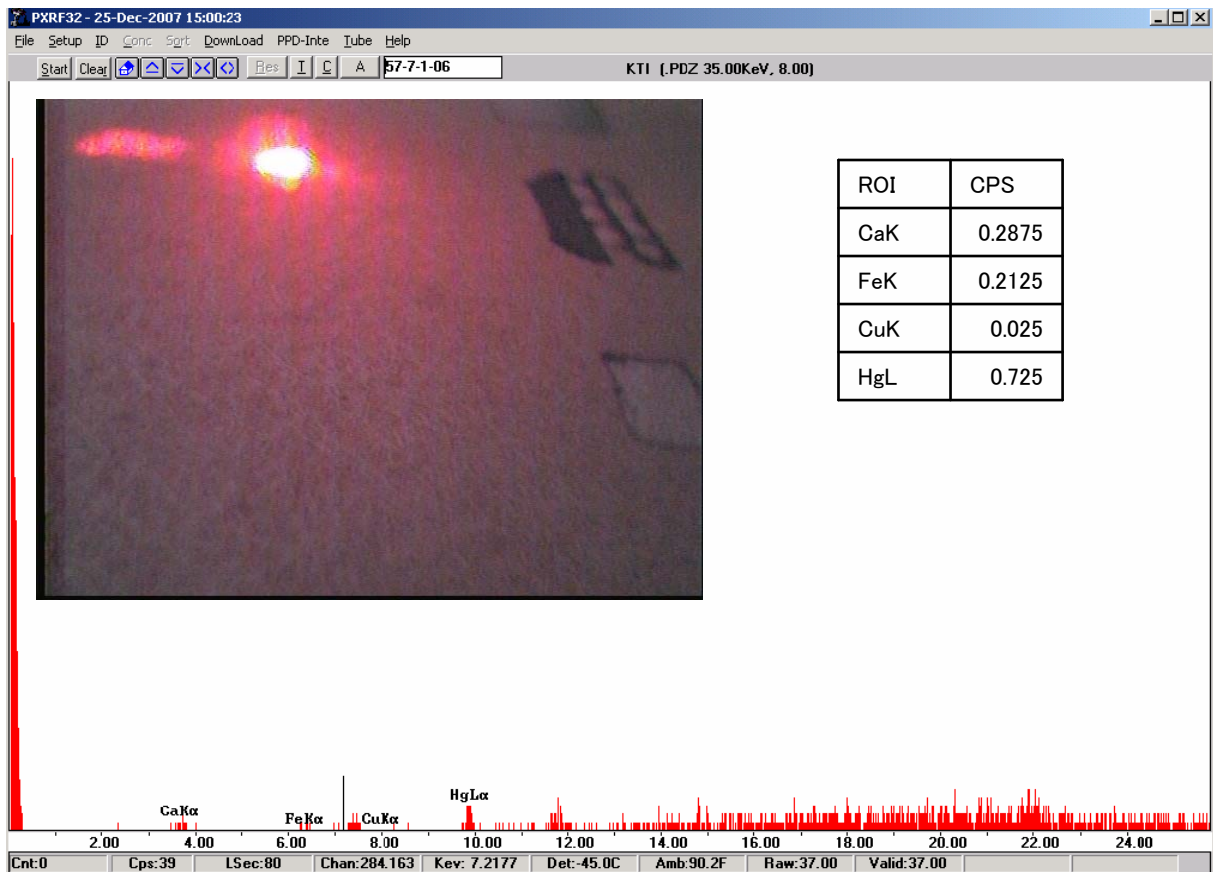 PXRF32 - 25-Dec-2007 15:00:23
File Setup ID Conc Sort DownLoad PPD-Inte Tube Help
Start Clear Res I C A 57-7-1-06 KTI (.PDZ 35.00KeV, 8.00)
ROI CPS
CaK 0.2875
FeK 0.2125
CuK 0.025
HgL 0.725
HgLα
CaKα
FeKα CuKα
2.00 4.00 6.00 8.00 10.00 12.00 14.00 16.00 18.00 20.00 22.00 24.00
Cnt:0 Cps:39 LSec:80 Chan:284.163 Kev: 7.2177 Det:-45.0C Amb:90.2F Raw:37.00 Valid:37.00